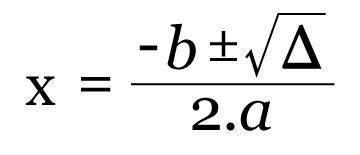 x = -b ± √Δ / 2.a